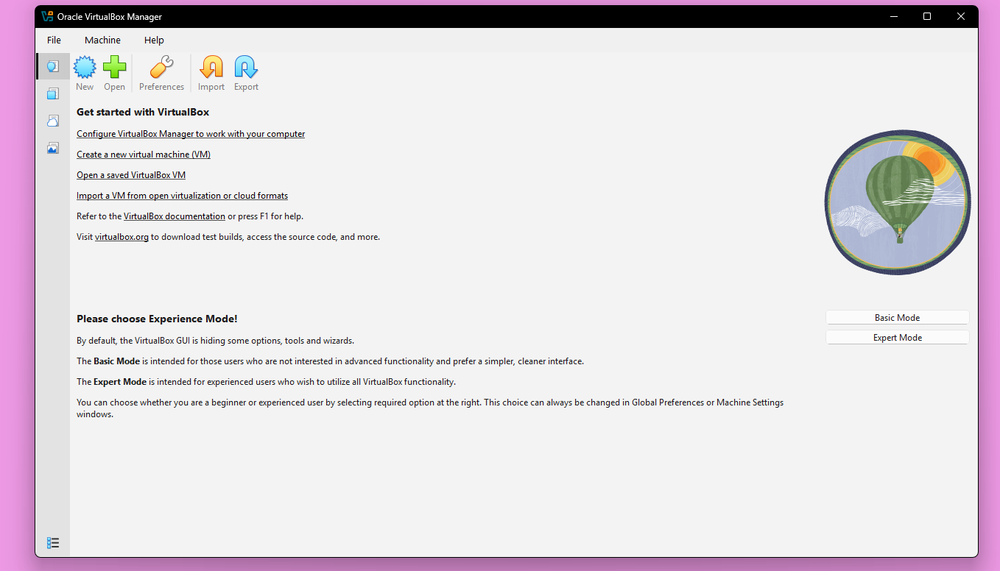 Oracle VirtualBox Manager
File Machine Help
New Open Preferences Import Export
Get started with VirtualBox
Configure VirtualBox Manager to work with your computer
Create a new virtual machine (VM)
Open a saved VirtualBox VM
Import a VM from open virtualization or cloud formats
Refer to the VirtualBox documentation or press F1 for help.
Visit virtualbox.org to download test builds, access the source code, and more.
Please choose Experience Mode!
By default, the VirtualBox GUI is hiding some options, tools and wizards.
The Basic Mode is intended for those users who are not interested in advanced functionality and prefer a simpler, cleaner interface.
The Expert Mode is intended for experienced users who wish to utilize all VirtualBox functionality.
You can choose whether you are a beginner or experienced user by selecting required option at the right. This choice can always be changed in Global Preferences or Machine Settings
windows.
Basic Mode
Expert Mode